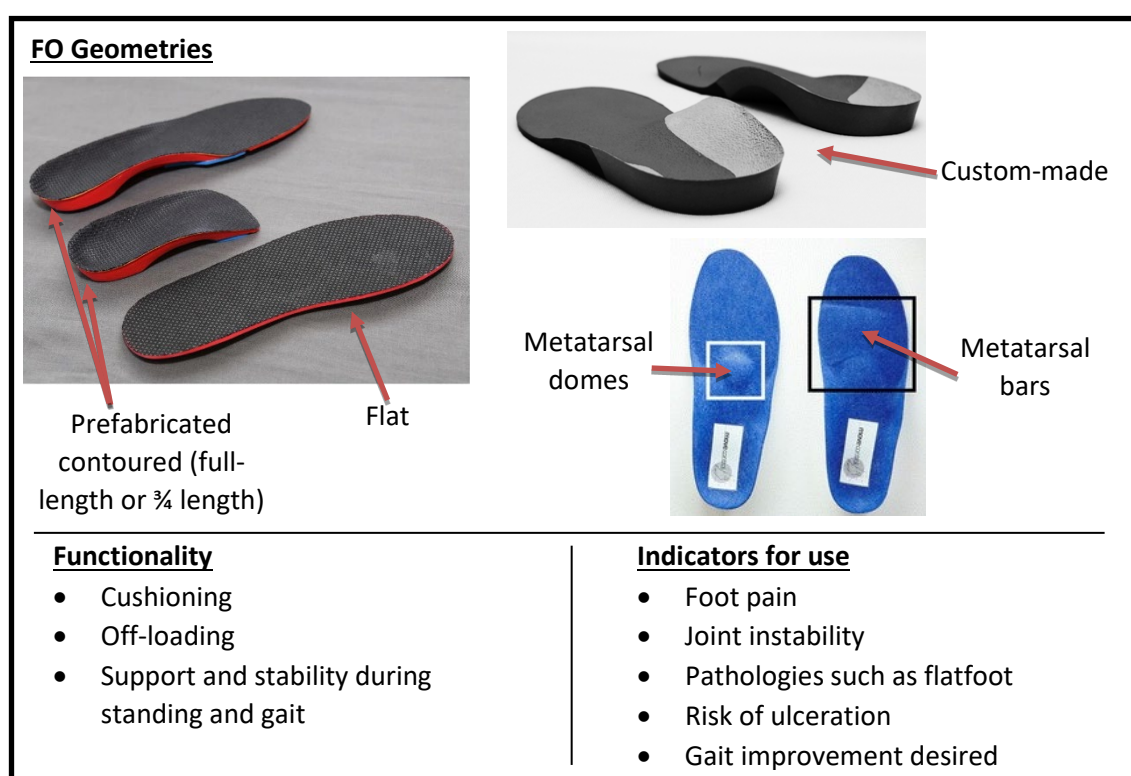 FO Geometries
Custom-made
Metatarsal
domes
Metatarsal
bars
Flat
Prefabricated
contoured (full-
length or ¾ length)
Functionality
• Cushioning
• Off-loading
• Support and stability during
standing and gait
Indicators for use
• Foot pain
• Joint instability
• Pathologies such as flatfoot
• Risk of ulceration
• Gait improvement desired